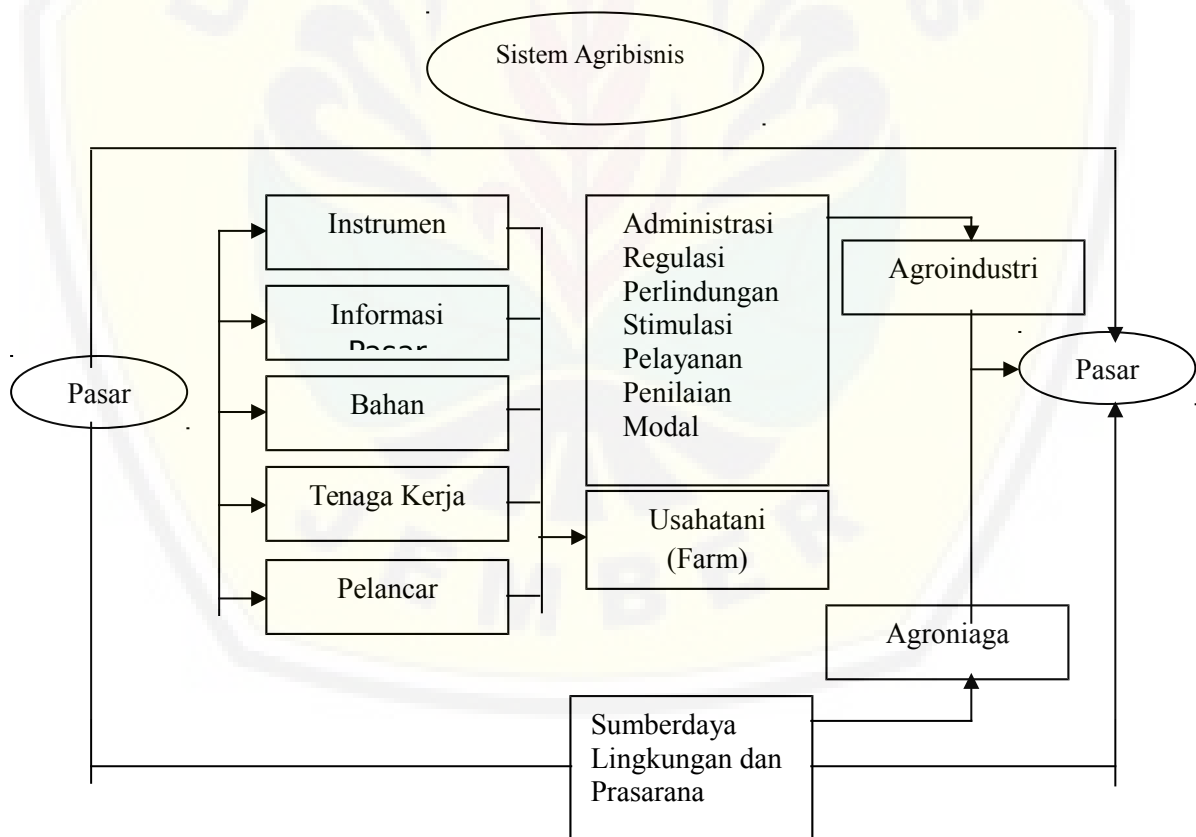 Sistem Agribisnis
Instrumen
Informasi
Pasar
Bahan
Tenaga Kerja
Pelancar
Pasar
Administrasi
Regulasi
Perlindungan
Stimulasi
Pelayanan
Penilaian
Modal
Usahatani
(Farm)
Agroindustri
Pasar
Agroniaga
Sumberdaya
Lingkungan dan
Prasarana
JEMBER